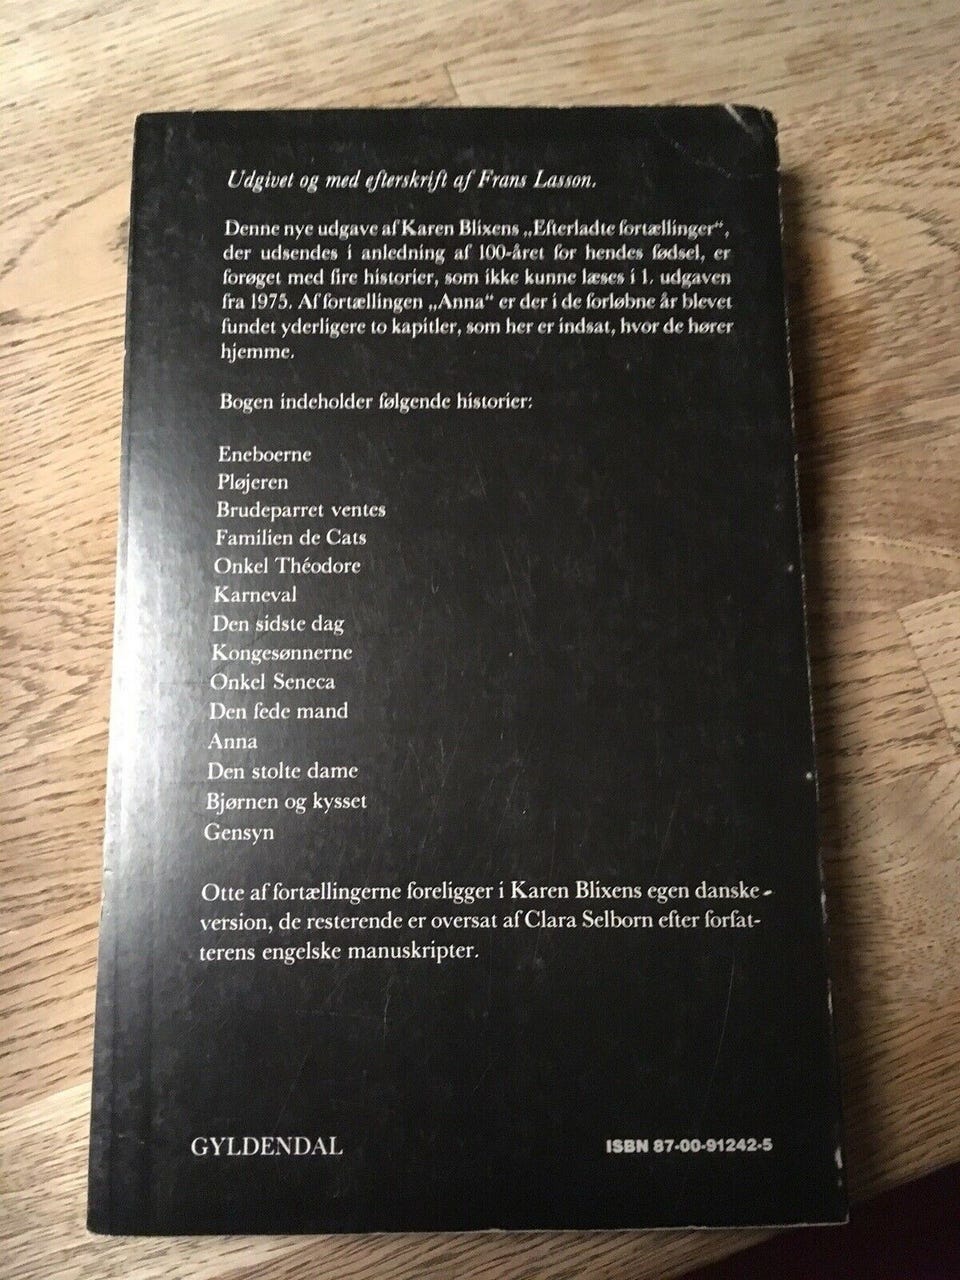 Udgivet og med efterskrift af Frans Lasson.
Denne nye udgave af Karen Blixens „Efterladte fortællinger“,
der udsendes i anledning af 100-året for hendes fødsel, er
forøget med fire historier, som ikke kunne læses i 1. udgaven
fra 1975. Af fortællingen „Anna“ er der i de forløbne år blevet
fundet yderligere to kapitler, som her er indsat, hvor de hører
hjemme.
Bogen indeholder følgende historier:
Eneboerne
Pløjeren
Brudeparret ventes
Familien de Cats
Onkel Théodore
Karneval
Den sidste dag
Kongesønnerne
Onkel Seneca
Den fede mand
Anna
Den stolte dame
Bjørnen og kysset
Gensyn
Otte af fortællingerne foreligger i Karen Blixens egen danske-
version, de resterende er oversat af Clara Selborn efter forfat-
terens engelske manuskripter.
GYLDENDAL
ISBN 87-00-91242-5